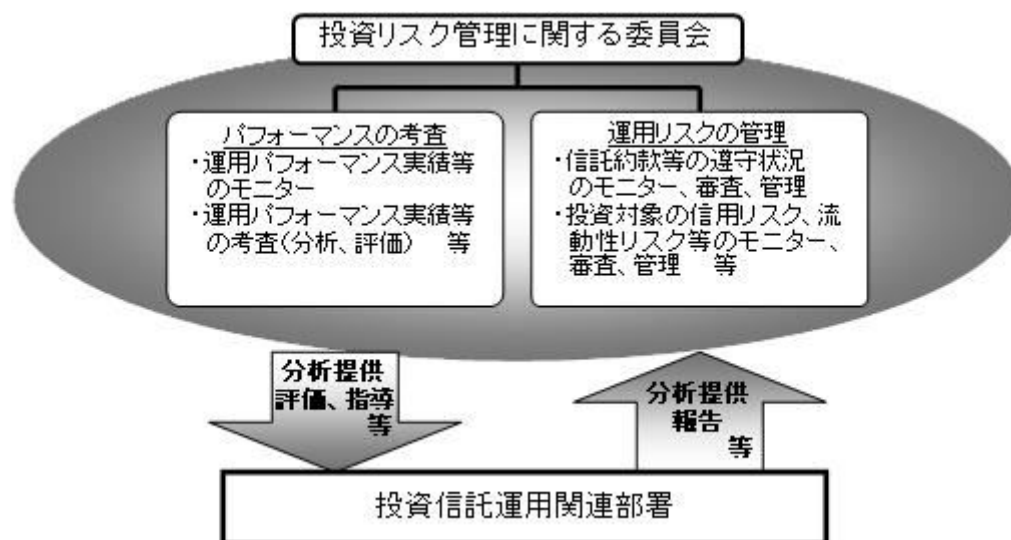 投資リスク管理に関する委員会
パフォーマンスの考査
・運用パフォーマンス実績等
のモニター
・運用パフォーマンス実績等
の考査(分析、評価)　等
運用リスクの管理
・信託約款等の遵守状況
のモニター、審査、管理
・投資対象の信用リスク、流
動性リスク等のモニター、
審査、管理　等
分析提供
評価、指導
等
分析提供
報告
等
投資信託運用関連部署